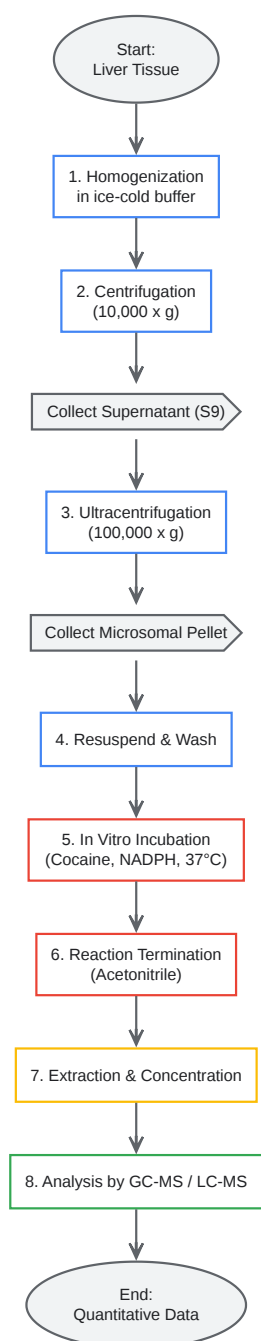 Start:
Liver Tissue
1. Homogenization
in ice-cold buffer
2. Centrifugation
(10,000 x g)
Collect Supernatant (S9)
3. Ultracentrifugation
(100,000 x g)
Collect Microsomal Pellet
4. Resuspend & Wash
5. In Vitro Incubation
(Cocaine, NADPH, 37°C)
6. Reaction Termination
(Acetonitrile)
7. Extraction & Concentration
8. Analysis by GC-MS / LC-MS
End:
Quantitative Data